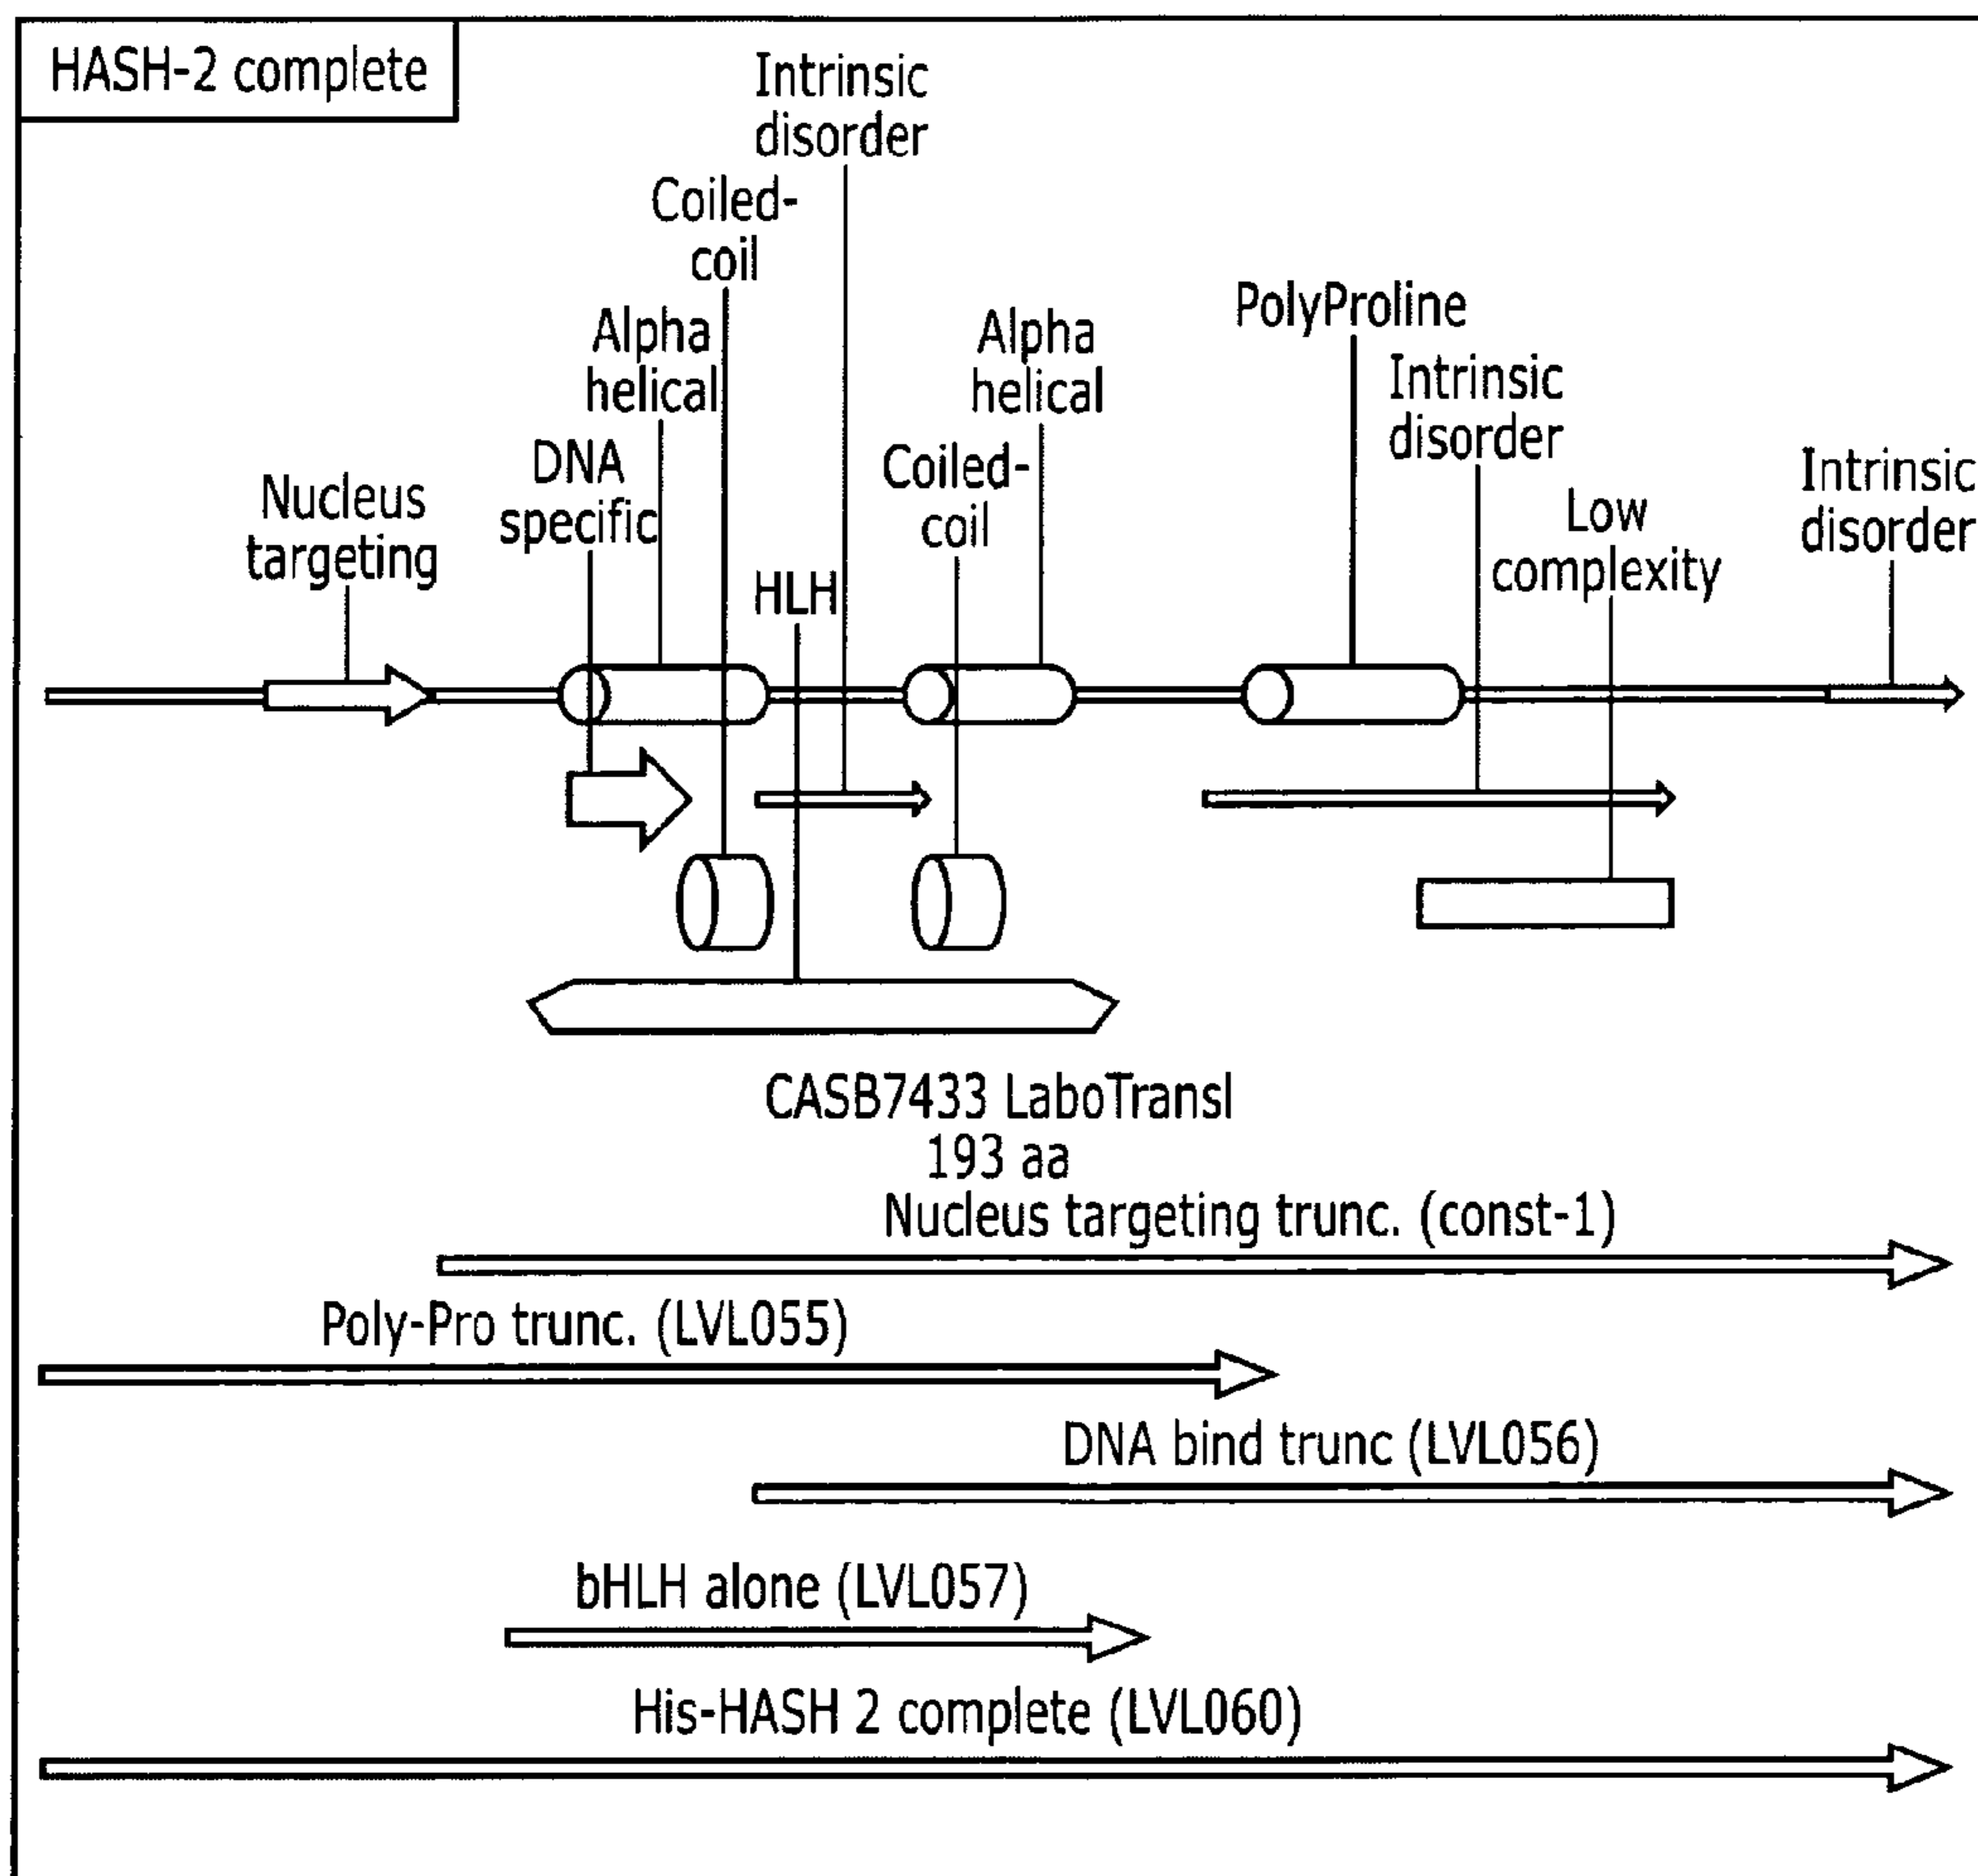 HASH-2 complete
Intrinsic
disorder
Coiled-
coil
Alpha
helical
Alpha
helical
PolyProline
Intrinsic
disorder
DNA
specific
Coiled-
coil
Nucleus
targeting
HLH
Low
complexity
Intrinsic
disorder
CASB7433 LaboTransl
193 aa
Nucleus targeting trunc. (const-1)
Poly-Pro trunc. (LVL055)
DNA bind trunc (LVL056)
bHLH alone (LVL057)
His-HASH 2 complete (LVL060)